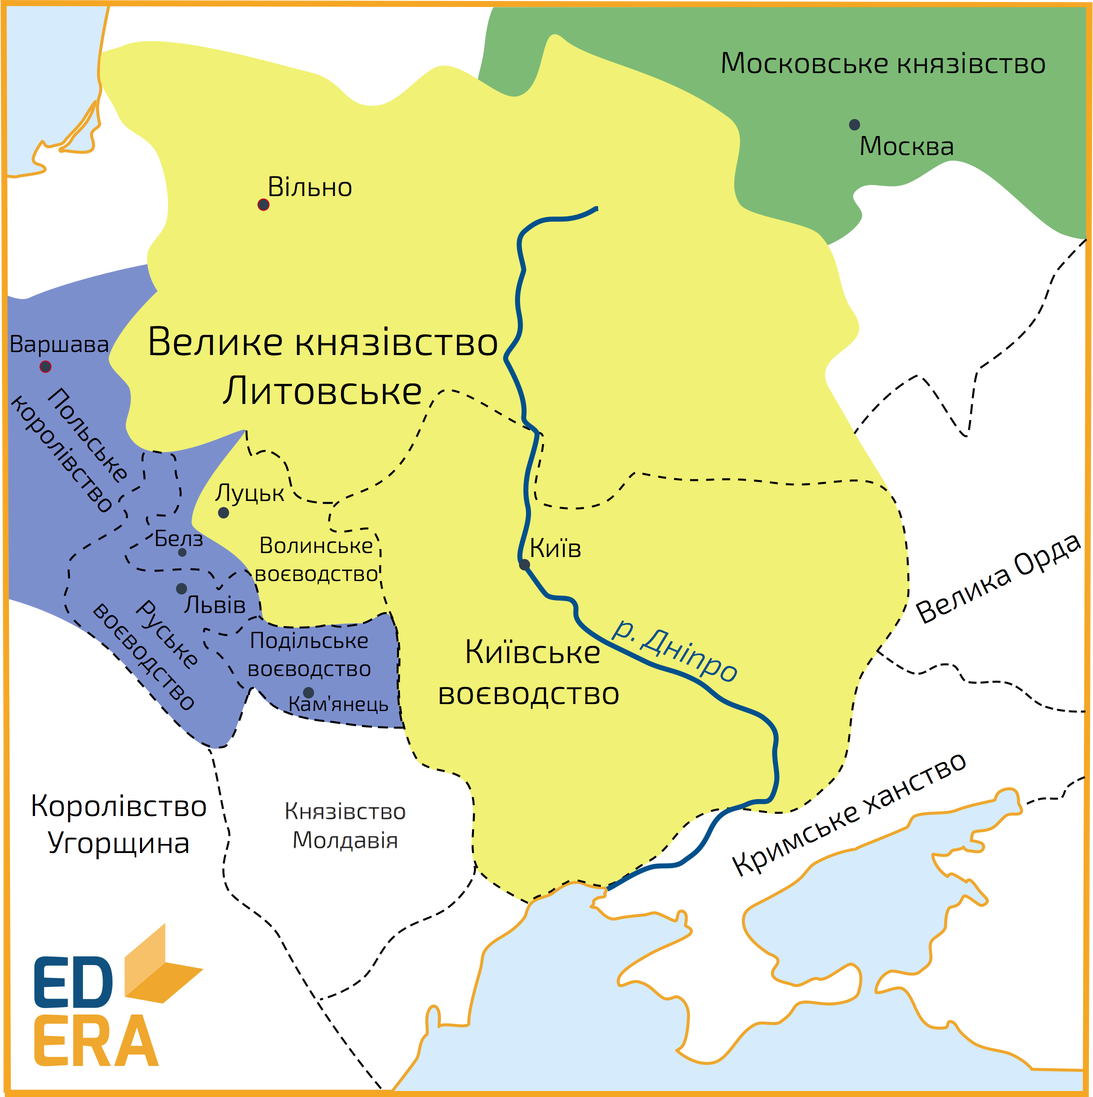 Московське князівство
Москва
Вільно
Велике князівство
Литовське
Варшава
Польське
королівство
Луцьк
Белз
Волинське
воєводство
Київ
Львів
Руське
воєводство
Подільське
воєводство
Кам'янець
Київське
воєводство
р. Дніпро
Велика Орда
Кримське ханство
Королівство
Угорщина
Князівство
Молдавія
ED
ERA